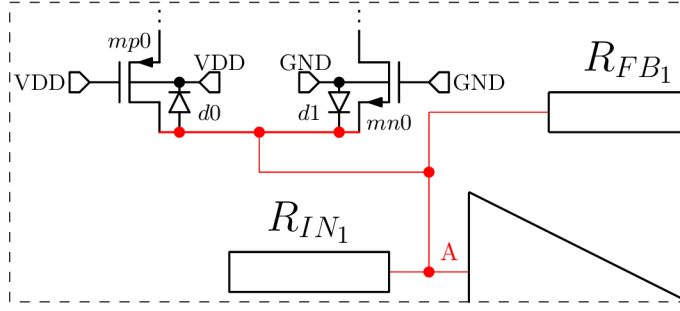 mp0
VDD
GND
VDD
GND
d0
d1
mn0
R_{FB_1}
R_{IN_1}
A